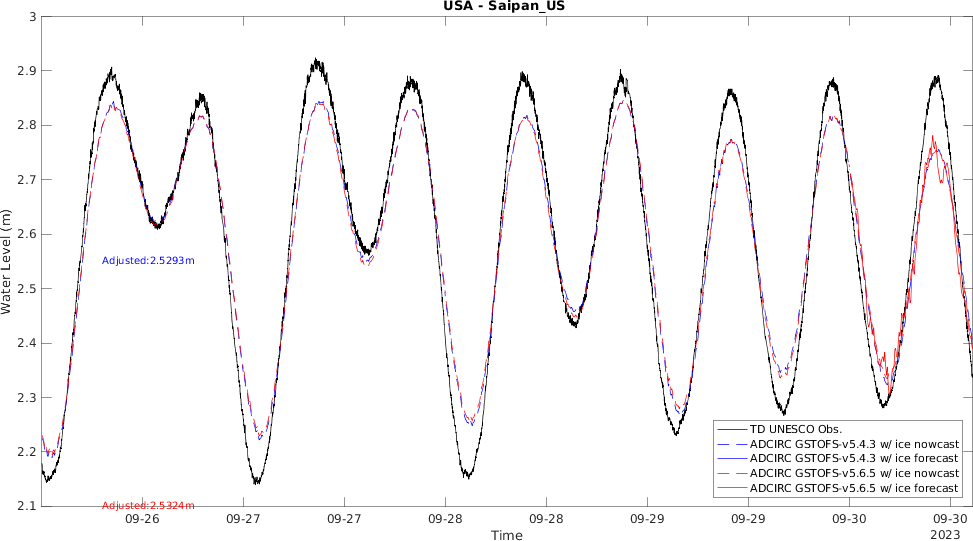 USA - Saipan_US
3
2.9
2.8
2.7
2.6
2.5
2.4
2.3
2.2
2.1
Water Level (m)
Adjusted:2.5293m
Adjusted:2.5324m
TD UNESCO Obs.
ADCIRC GSTOFS-v5.4.3 w/ ice nowcast
ADCIRC GSTOFS-v5.4.3 w/ ice forecast
ADCIRC GSTOFS-v5.6.5 w/ ice nowcast
ADCIRC GSTOFS-v5.6.5 w/ ice forecast
09-26 09-27 09-27 09-28 09-28 09-29 09-29 09-30 09-30
2023
Time